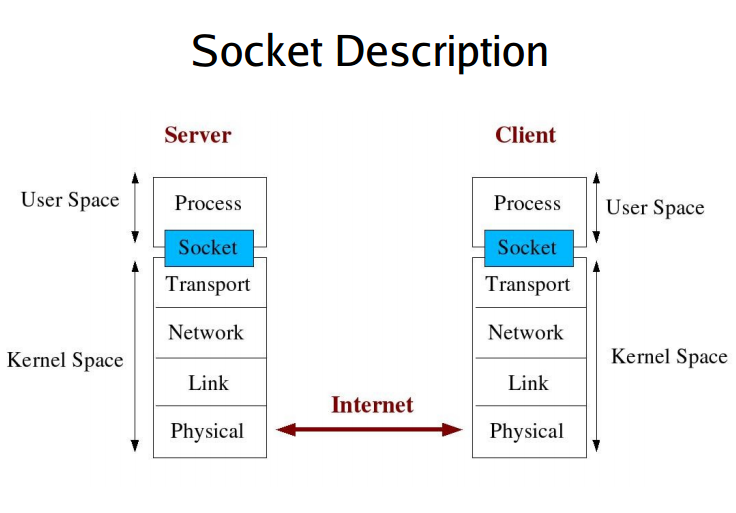 Socket Description
Server
Client
User Space
Process
Process
User Space
Socket
Socket
Transport
Transport
Network
Network
Kernel Space
Kernel Space
Link
Link
Internet
Physical
Physical